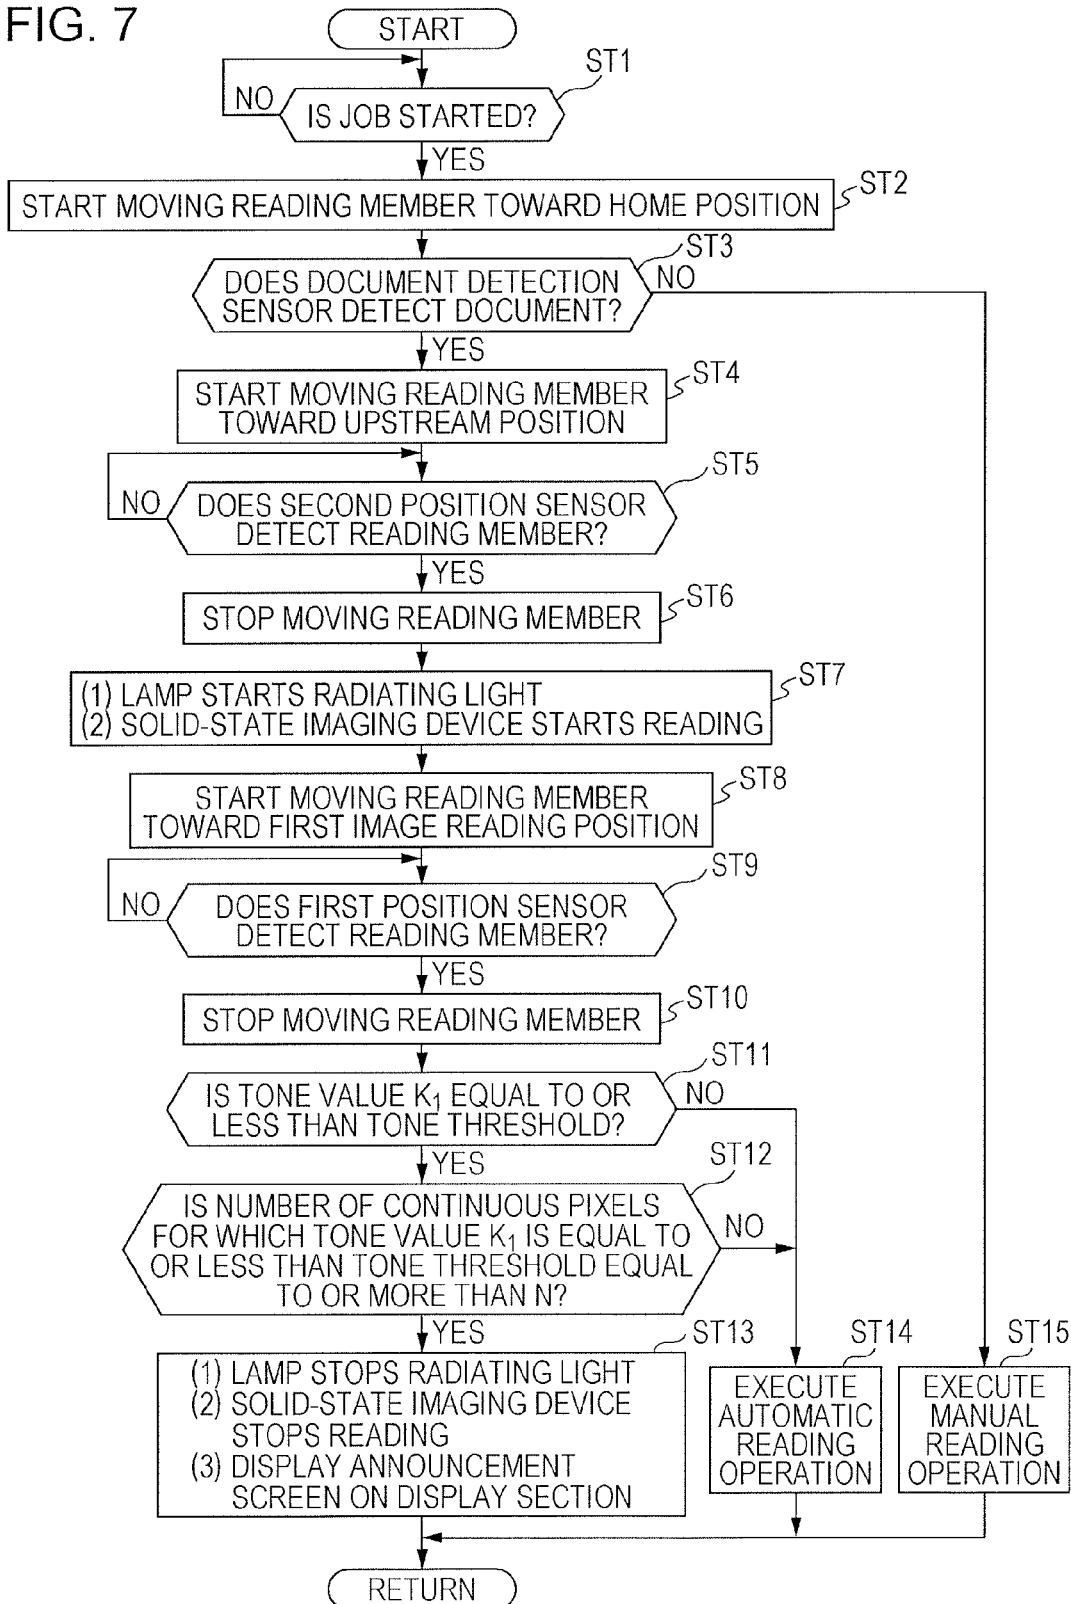 FIG. 7
START
ST1
NO
IS JOB STARTED?
YES
ST2
START MOVING READING MEMBER TOWARD HOME POSITION
ST3
DOES DOCUMENT DETECTION
SENSOR DETECT DOCUMENT?
NO
YES
ST4
START MOVING READING MEMBER
TOWARD UPSTREAM POSITION
ST5
NO
DOES SECOND POSITION SENSOR
DETECT READING MEMBER?
YES
ST6
STOP MOVING READING MEMBER
ST7
(1) LAMP STARTS RADIATING LIGHT
(2) SOLID-STATE IMAGING DEVICE STARTS READING
ST8
START MOVING READING MEMBER
TOWARD FIRST IMAGE READING POSITION
ST9
NO
DOES FIRST POSITION SENSOR
DETECT READING MEMBER?
YES
ST10
STOP MOVING READING MEMBER
ST11
IS TONE VALUE K₁ EQUAL TO OR
LESS THAN TONE THRESHOLD?
NO
YES
ST12
IS NUMBER OF CONTINUOUS PIXELS
FOR WHICH TONE VALUE K₁ IS EQUAL TO
OR LESS THAN TONE THRESHOLD EQUAL
TO OR MORE THAN N?
NO
YES
ST13
(1) LAMP STOPS RADIATING LIGHT
(2) SOLID-STATE IMAGING DEVICE
STOPS READING
(3) DISPLAY ANNOUNCEMENT
SCREEN ON DISPLAY SECTION
ST14
EXECUTE
AUTOMATIC
READING
OPERATION
ST15
EXECUTE
MANUAL
READING
OPERATION
RETURN